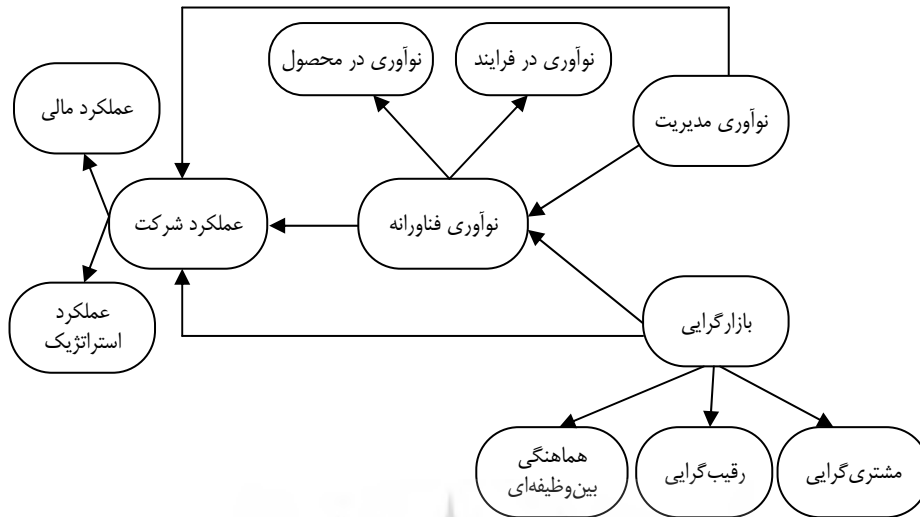 نوآوری در فرایند
نوآوری در محصول
نوآوری مدیریت
عملکرد مالی
نوآوری فناورانه
عملکرد شرکت
بازارگرایی
عملکرد
استراتژیک
مشتری‌گرایی
رقیب‌گرایی
هماهنگی
بین‌وظیفه‌ای